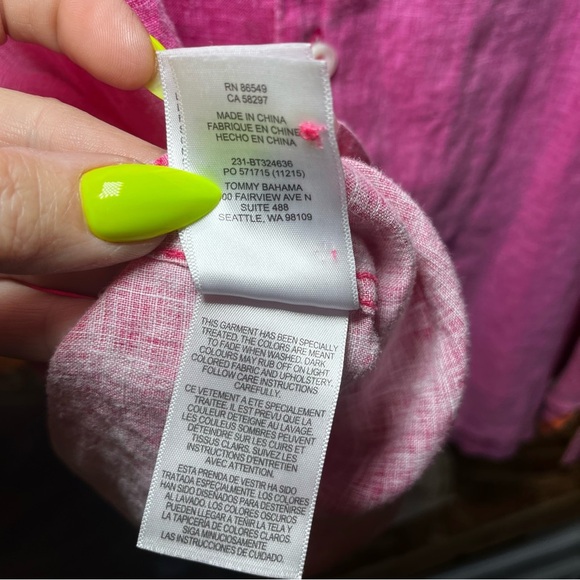 RN 86549
CA 58297
MADE IN CHINA
FABRIQUE EN CHINE
HECHO EN CHINA
231-BT324636
PO 571715 (11215)
TOMMY BAHAMA
00 FAIRVIEW AVE N
SUITE 488
SEATTLE, WA 98109
THIS GARMENT HAS BEEN SPECIALLY
TREATED. THE COLORS ARE MEANT
TO FADE WHEN WASHED. DARK
COLOURS MAY RUB OFF ON LIGHT
COLORED FABRIC AND UPHOLSTERY.
FOLLOW CARE INSTRUCTIONS
CAREFULLY.
CE VETEMENT A ETE SPECIALEMENT
TRAITEE. IL EST PREVU QUE LA
COULEUR DETEIGNE AU LAVAGE.
LES COULEUS SOMBRES PEUVENT
DETEINDRE SUR LES CUIRS ET
TISSUS CLAIRS. SUIVEZ LES
INSTRUCTIONS D'ENTRETIEN
AVEC ATTENTION.
ESTA PRENDA DE VESTIR HA SIDO
TRATADA ESPECIALMENTE. LOS COLORES
HAN SIDO DISEÑADOS PARA DESTEÑIRSE
AL LAVADO. LOS COLORES OSCUROS
PUEDEN LLEGAR A TENIR LA TELA Y
LA TAPICERIA DE COLORES CLAROS.
SIGA MINUCIOSAMENTE
LAS INSTRUCCIONES DE CUIDADO.